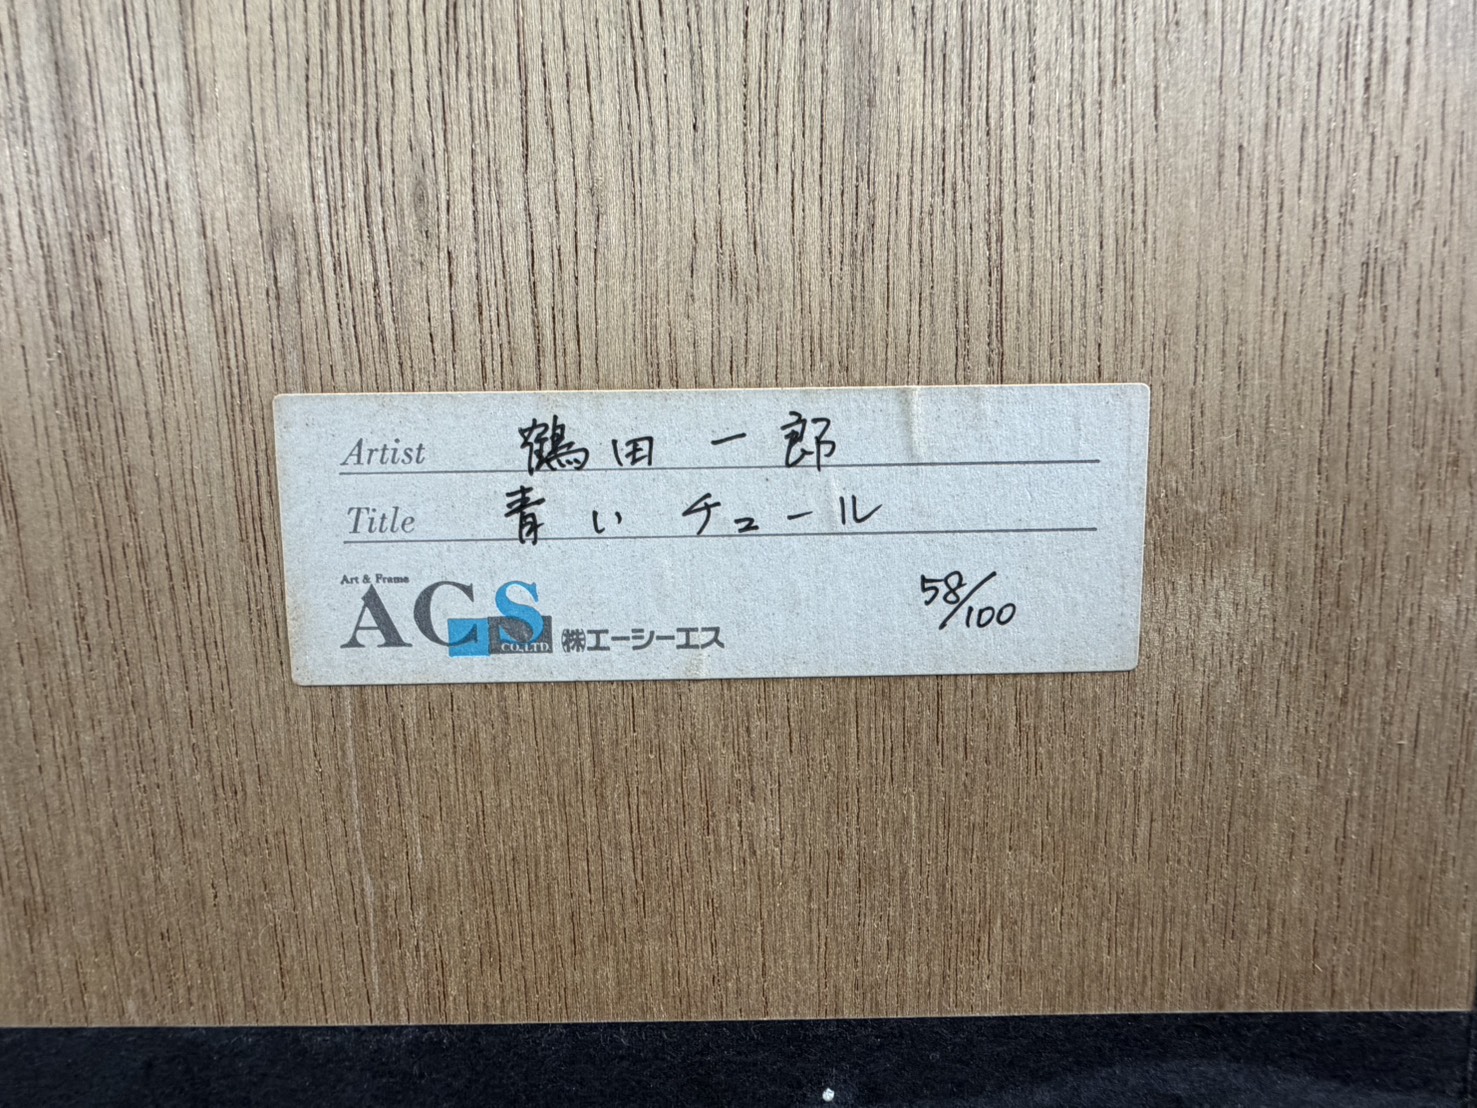 Artist 鶴田一郎
Title 青いチュール
58/100
Art & Frame
ACS
CO.,LTD. ㈱エーシーエス